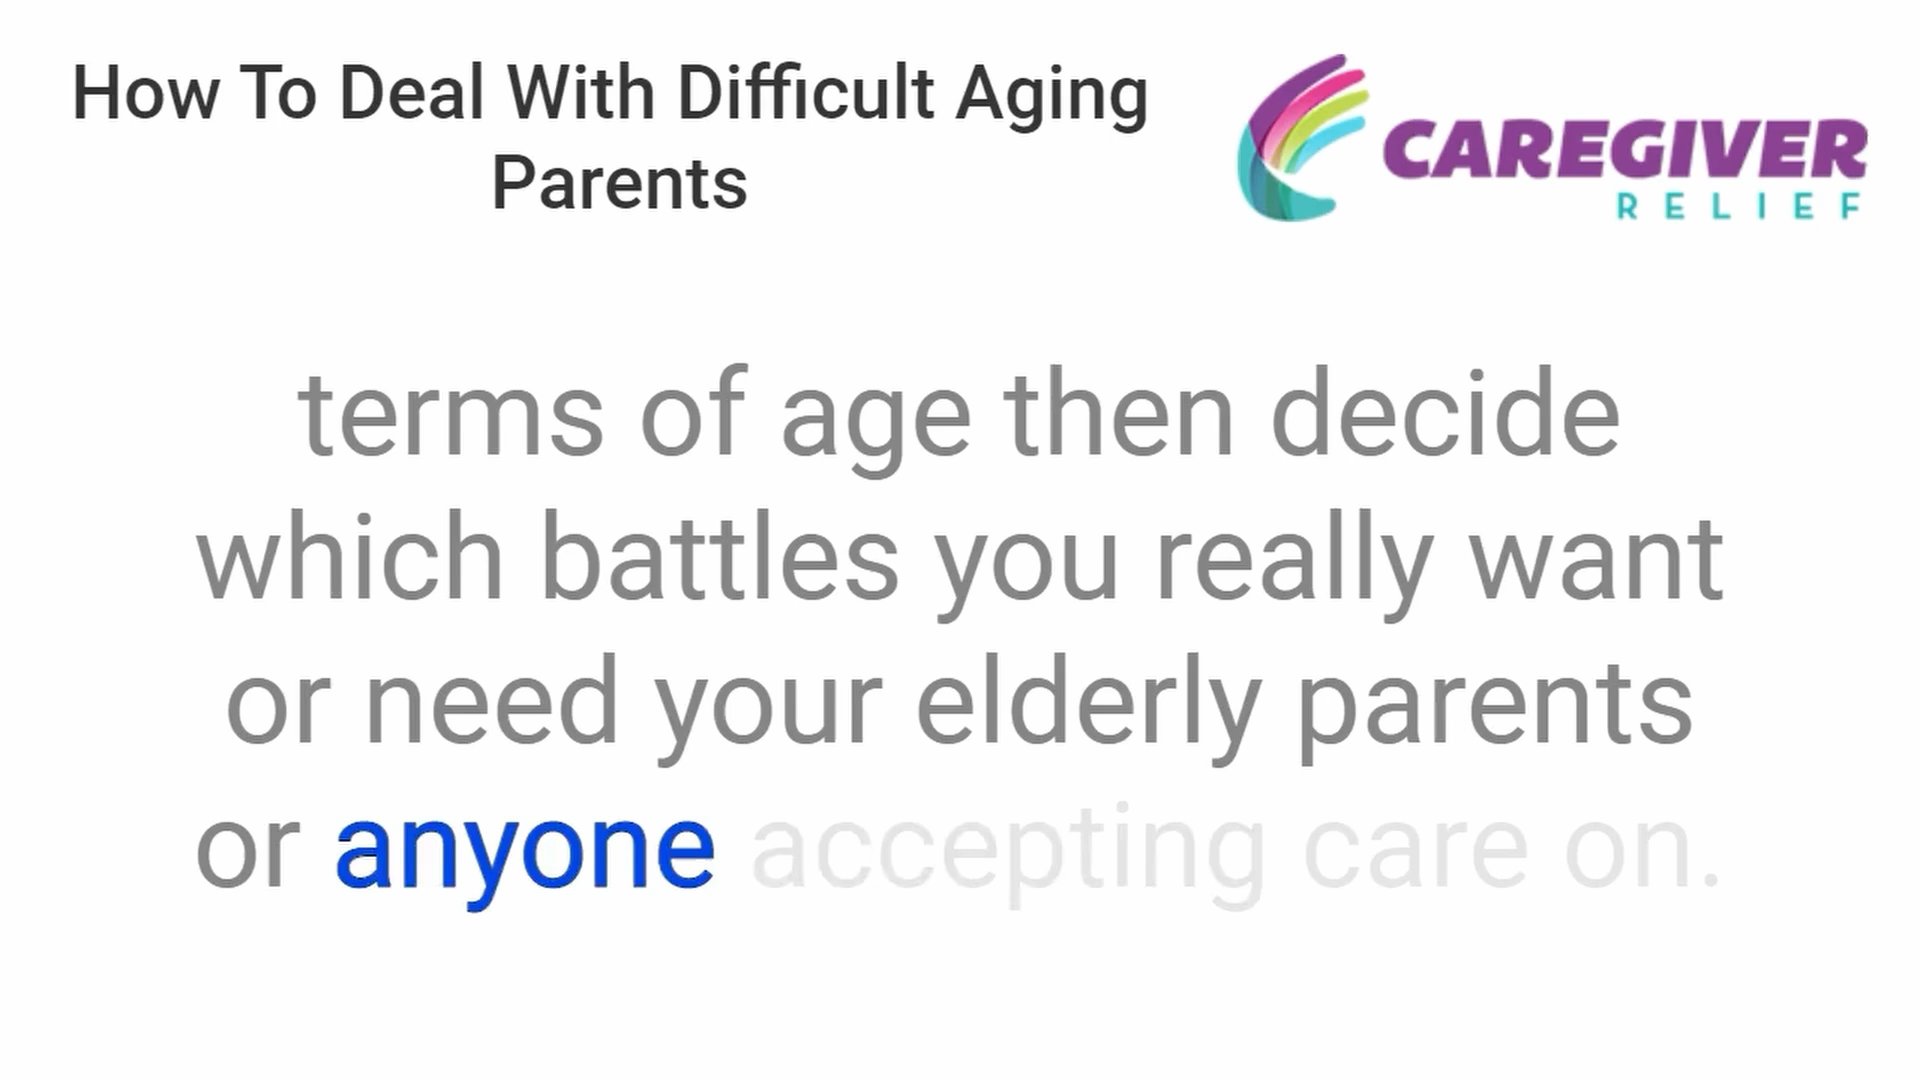 How To Deal With Difficult Aging
Parents
CAREGIVER
RELIEF
terms of age then decide
which battles you really want
or need your elderly parents
or anyone accepting care on.